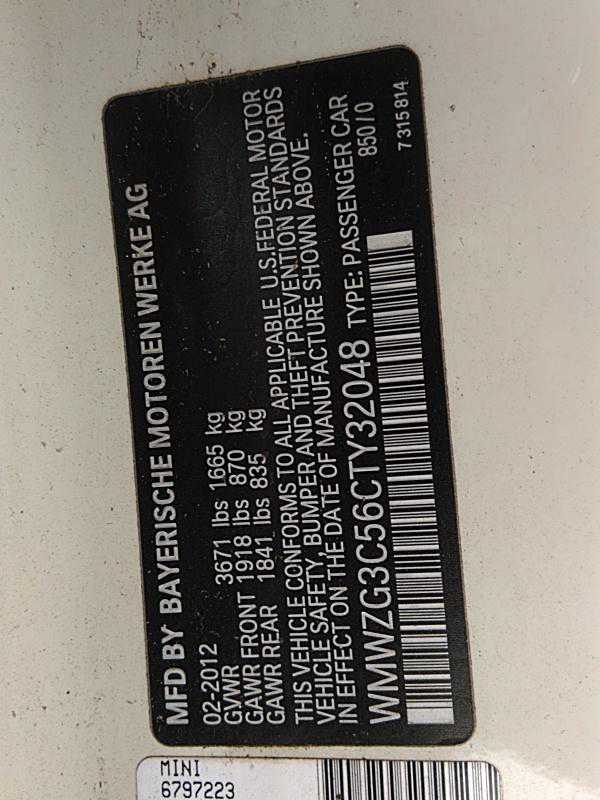 MFD BY BAYERISCHE MOTOREN WERKE AG
02-2012
GVWR 3671 lbs 1665 kg
GAWR FRONT 1918 lbs 870 kg
GAWR REAR 1841 lbs 835 kg
THIS VEHICLE CONFORMS TO ALL APPLICABLE U.S.FEDERAL MOTOR
VEHICLE SAFETY, BUMPER AND THEFT PREVENTION STANDARDS
IN EFFECT ON THE DATE OF MANUFACTURE SHOWN ABOVE.
WMWZG3C56CTY32048 TYPE: PASSENGER CAR
850/0
7315814
MINI
6797223